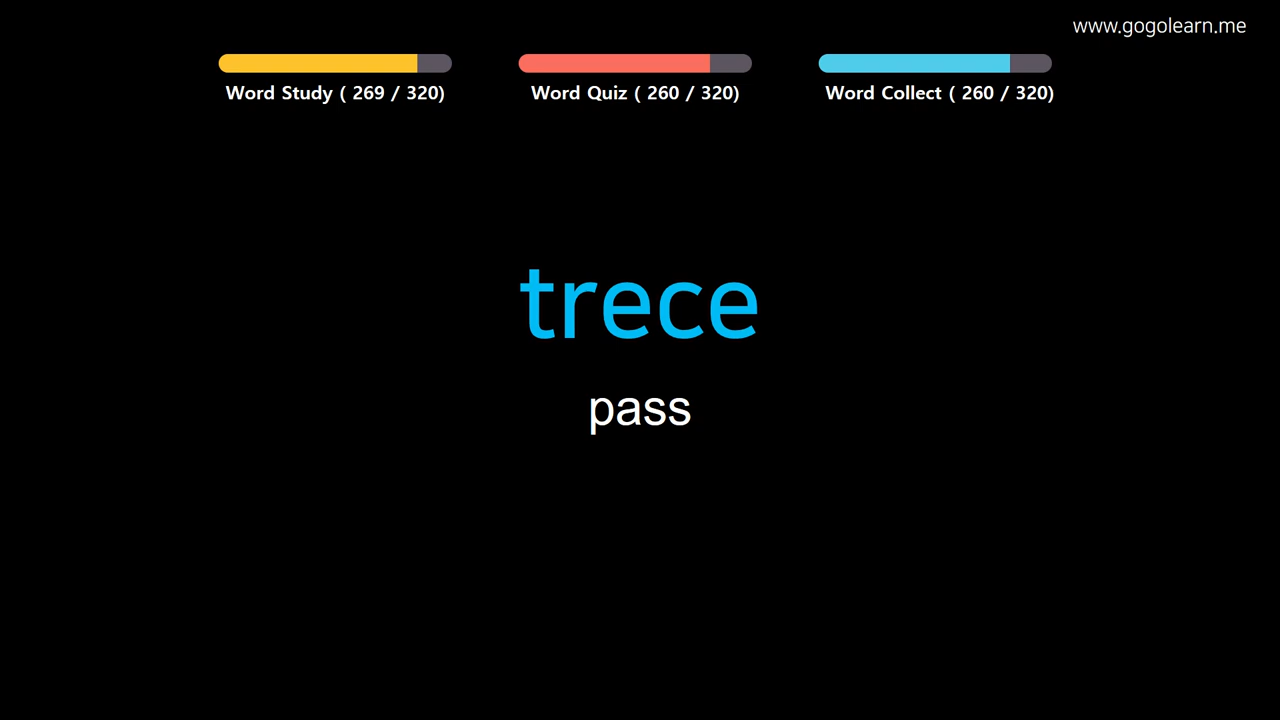 www.gogolearn.me
Word Study ( 269 / 320)
Word Quiz ( 260 / 320)
Word Collect ( 260 / 320)
trece
pass